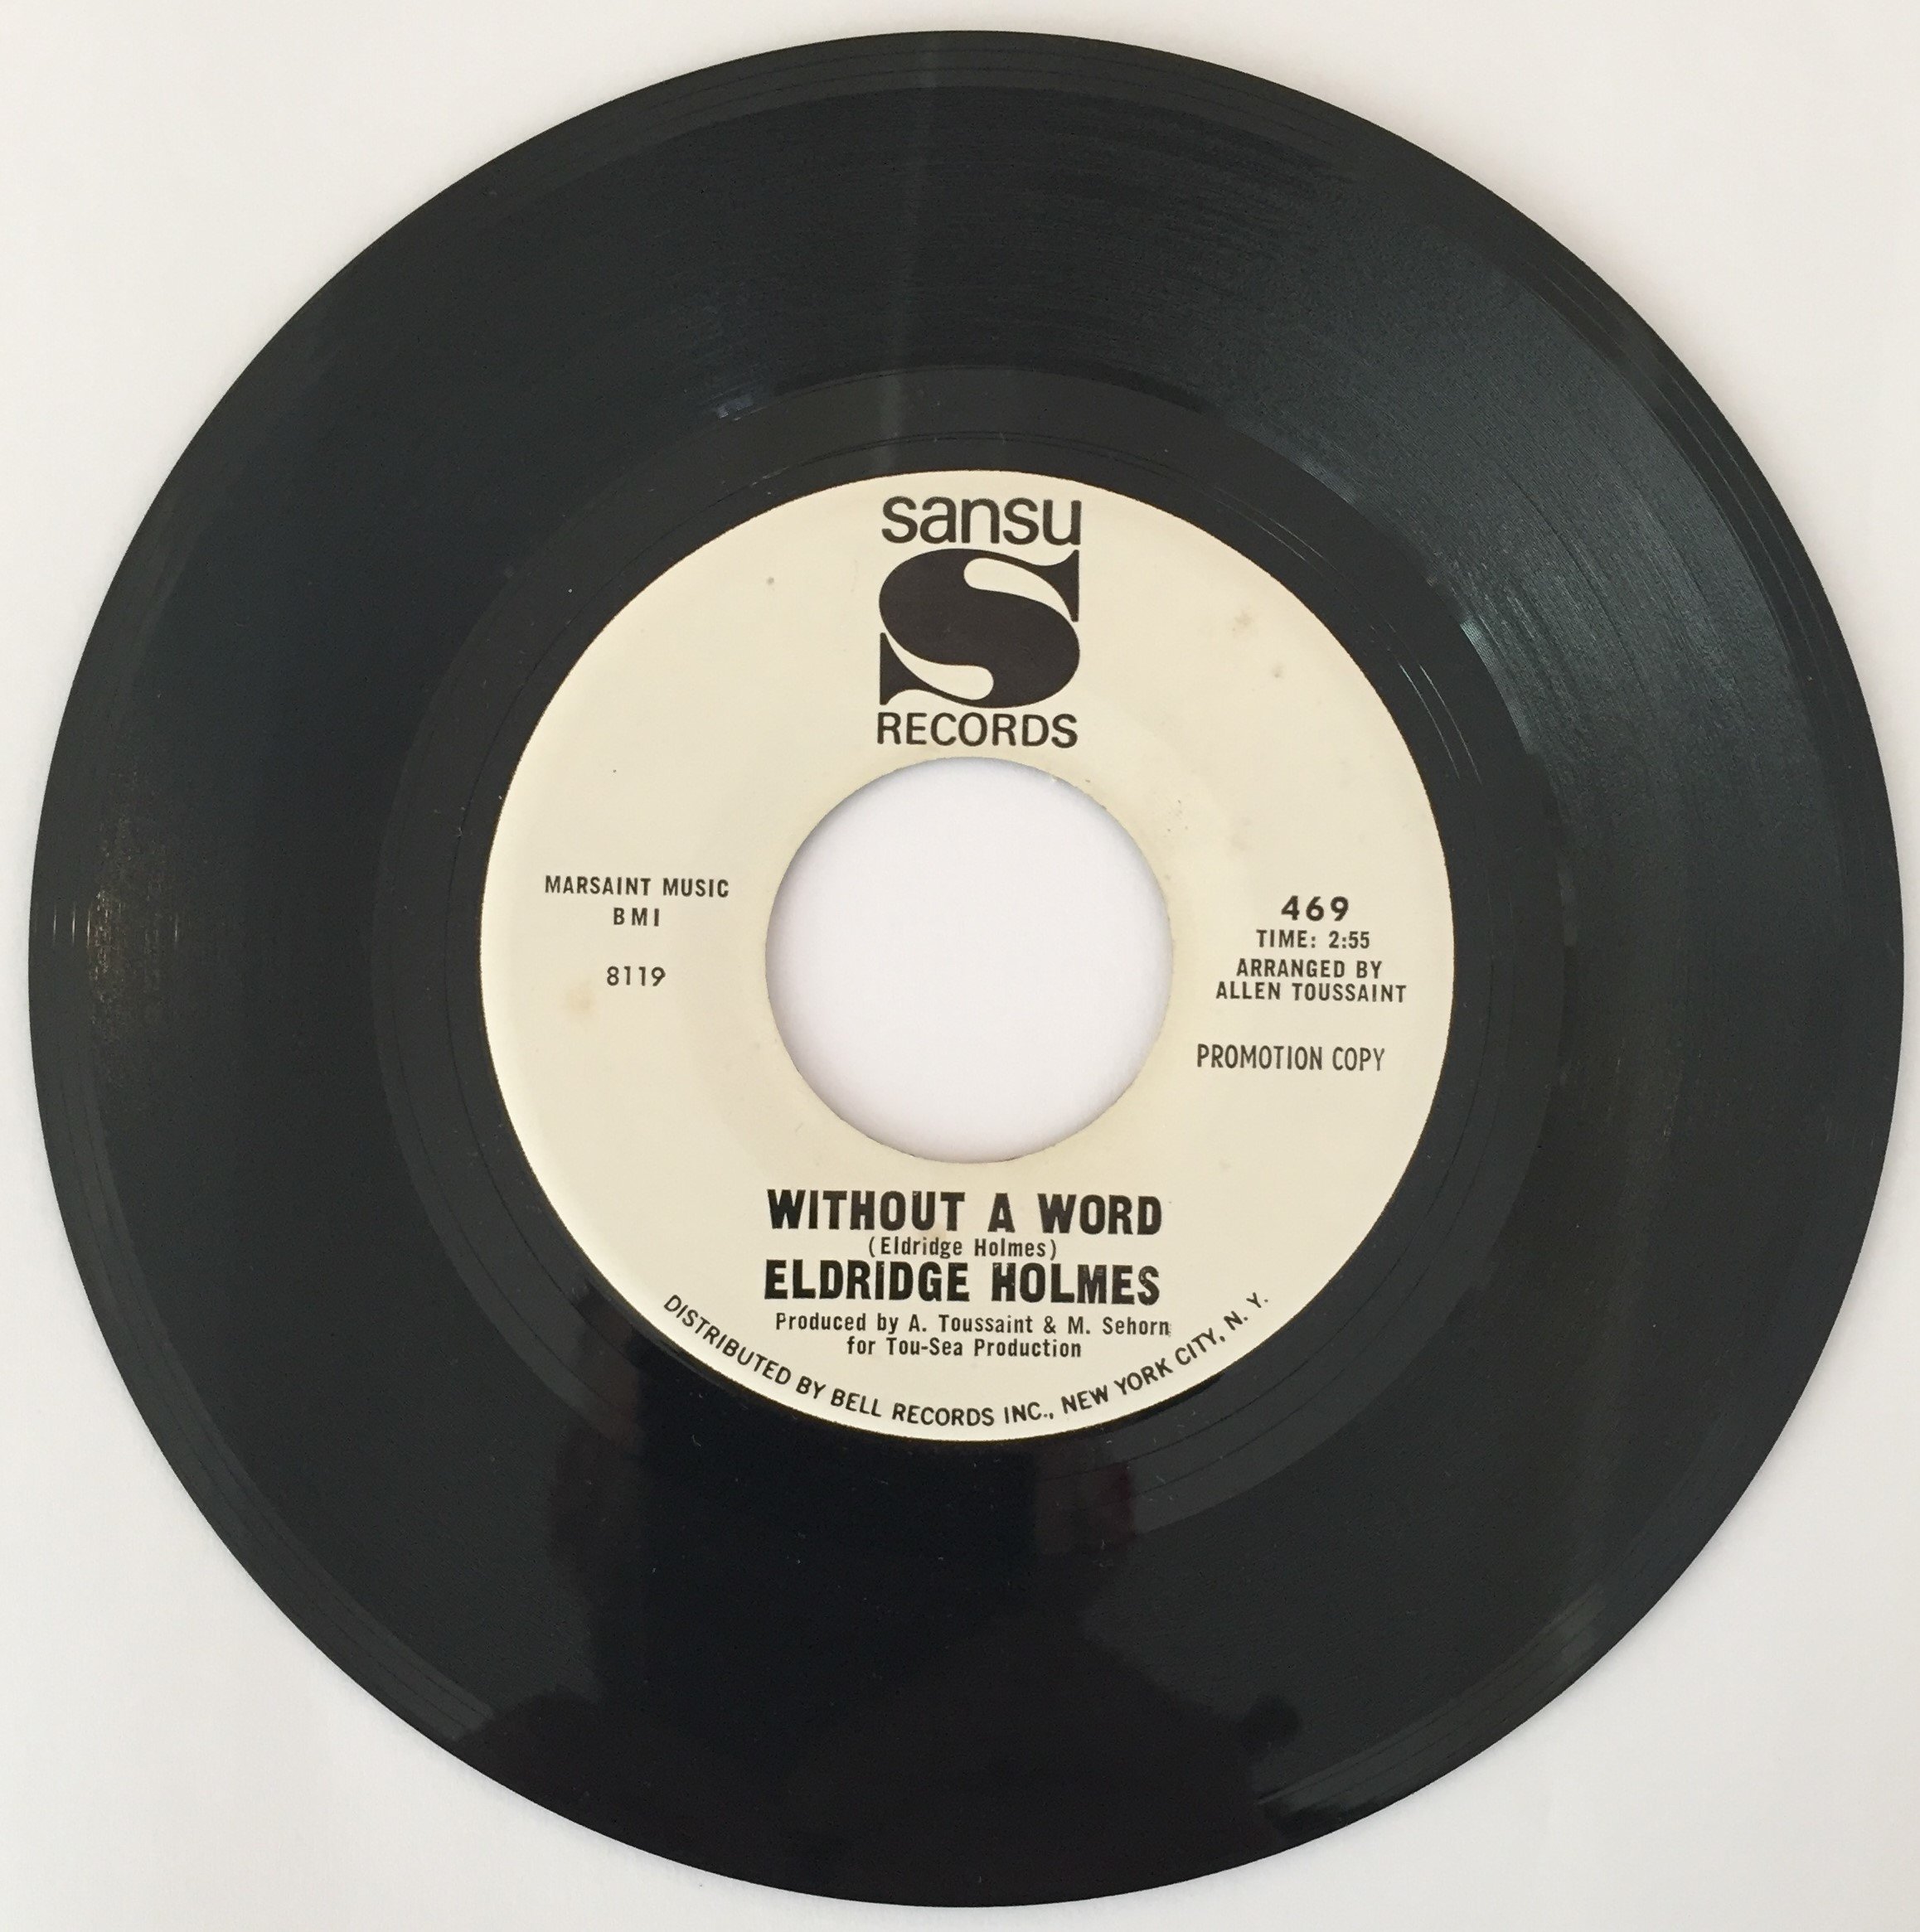 sansu
S
RECORDS
MARSAINT MUSIC
BMI
8119
469
TIME: 2:55
ARRANGED BY
ALLEN TOUSSAINT
PROMOTION COPY
WITHOUT A WORD
(Eldridge Holmes)
ELDRIDGE HOLMES
Produced by A. Toussaint & M. Sehorn
for Tou-Sea Production
DISTRIBUTED BY BELL RECORDS INC., NEW YORK CITY, N. Y.